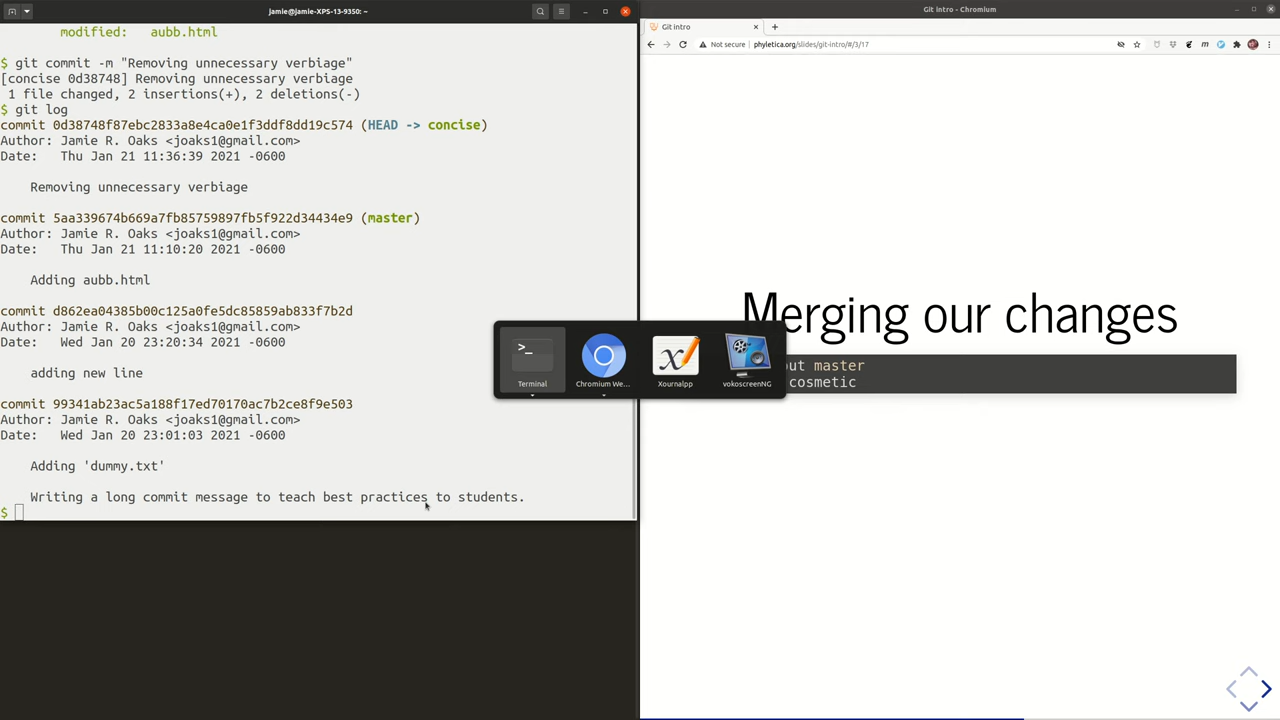 jamie@jamie-XPS-13-9350: ~
modified: aubb.html
$ git commit -m "Removing unnecessary verbiage"
[concise 0d38748] Removing unnecessary verbiage
1 file changed, 2 insertions(+), 2 deletions(-)
$ git log
commit 0d38748f87ebc2833a8e4ca0e1f3ddf8dd19c574 (HEAD -> concise)
Author: Jamie R. Oaks <joaks1@gmail.com>
Date: Thu Jan 21 11:36:39 2021 -0600
Removing unnecessary verbiage
commit 5aa339674b669a7fb85759897fb5f922d34434e9 (master)
Author: Jamie R. Oaks <joaks1@gmail.com>
Date: Thu Jan 21 11:10:20 2021 -0600
Adding aubb.html
commit d862ea04385b00c125a0fe5dc85859ab833f7b2d
Author: Jamie R. Oaks <joaks1@gmail.com>
Date: Wed Jan 20 23:20:34 2021 -0600
adding new line
commit 99341ab23ac5a188f17ed70170ac7b2ce8f9e503
Author: Jamie R. Oaks <joaks1@gmail.com>
Date: Wed Jan 20 23:01:03 2021 -0600
Adding 'dummy.txt'
Writing a long commit message to teach best practices to students.
$
>_
Terminal
Chromium We...
Xournalpp
vokoscreenNG
Git intro - Chromium
Git intro
Not secure | phyletica.org/slides/git-intro/#/3/17
Merging our changes
out master
cosmetic